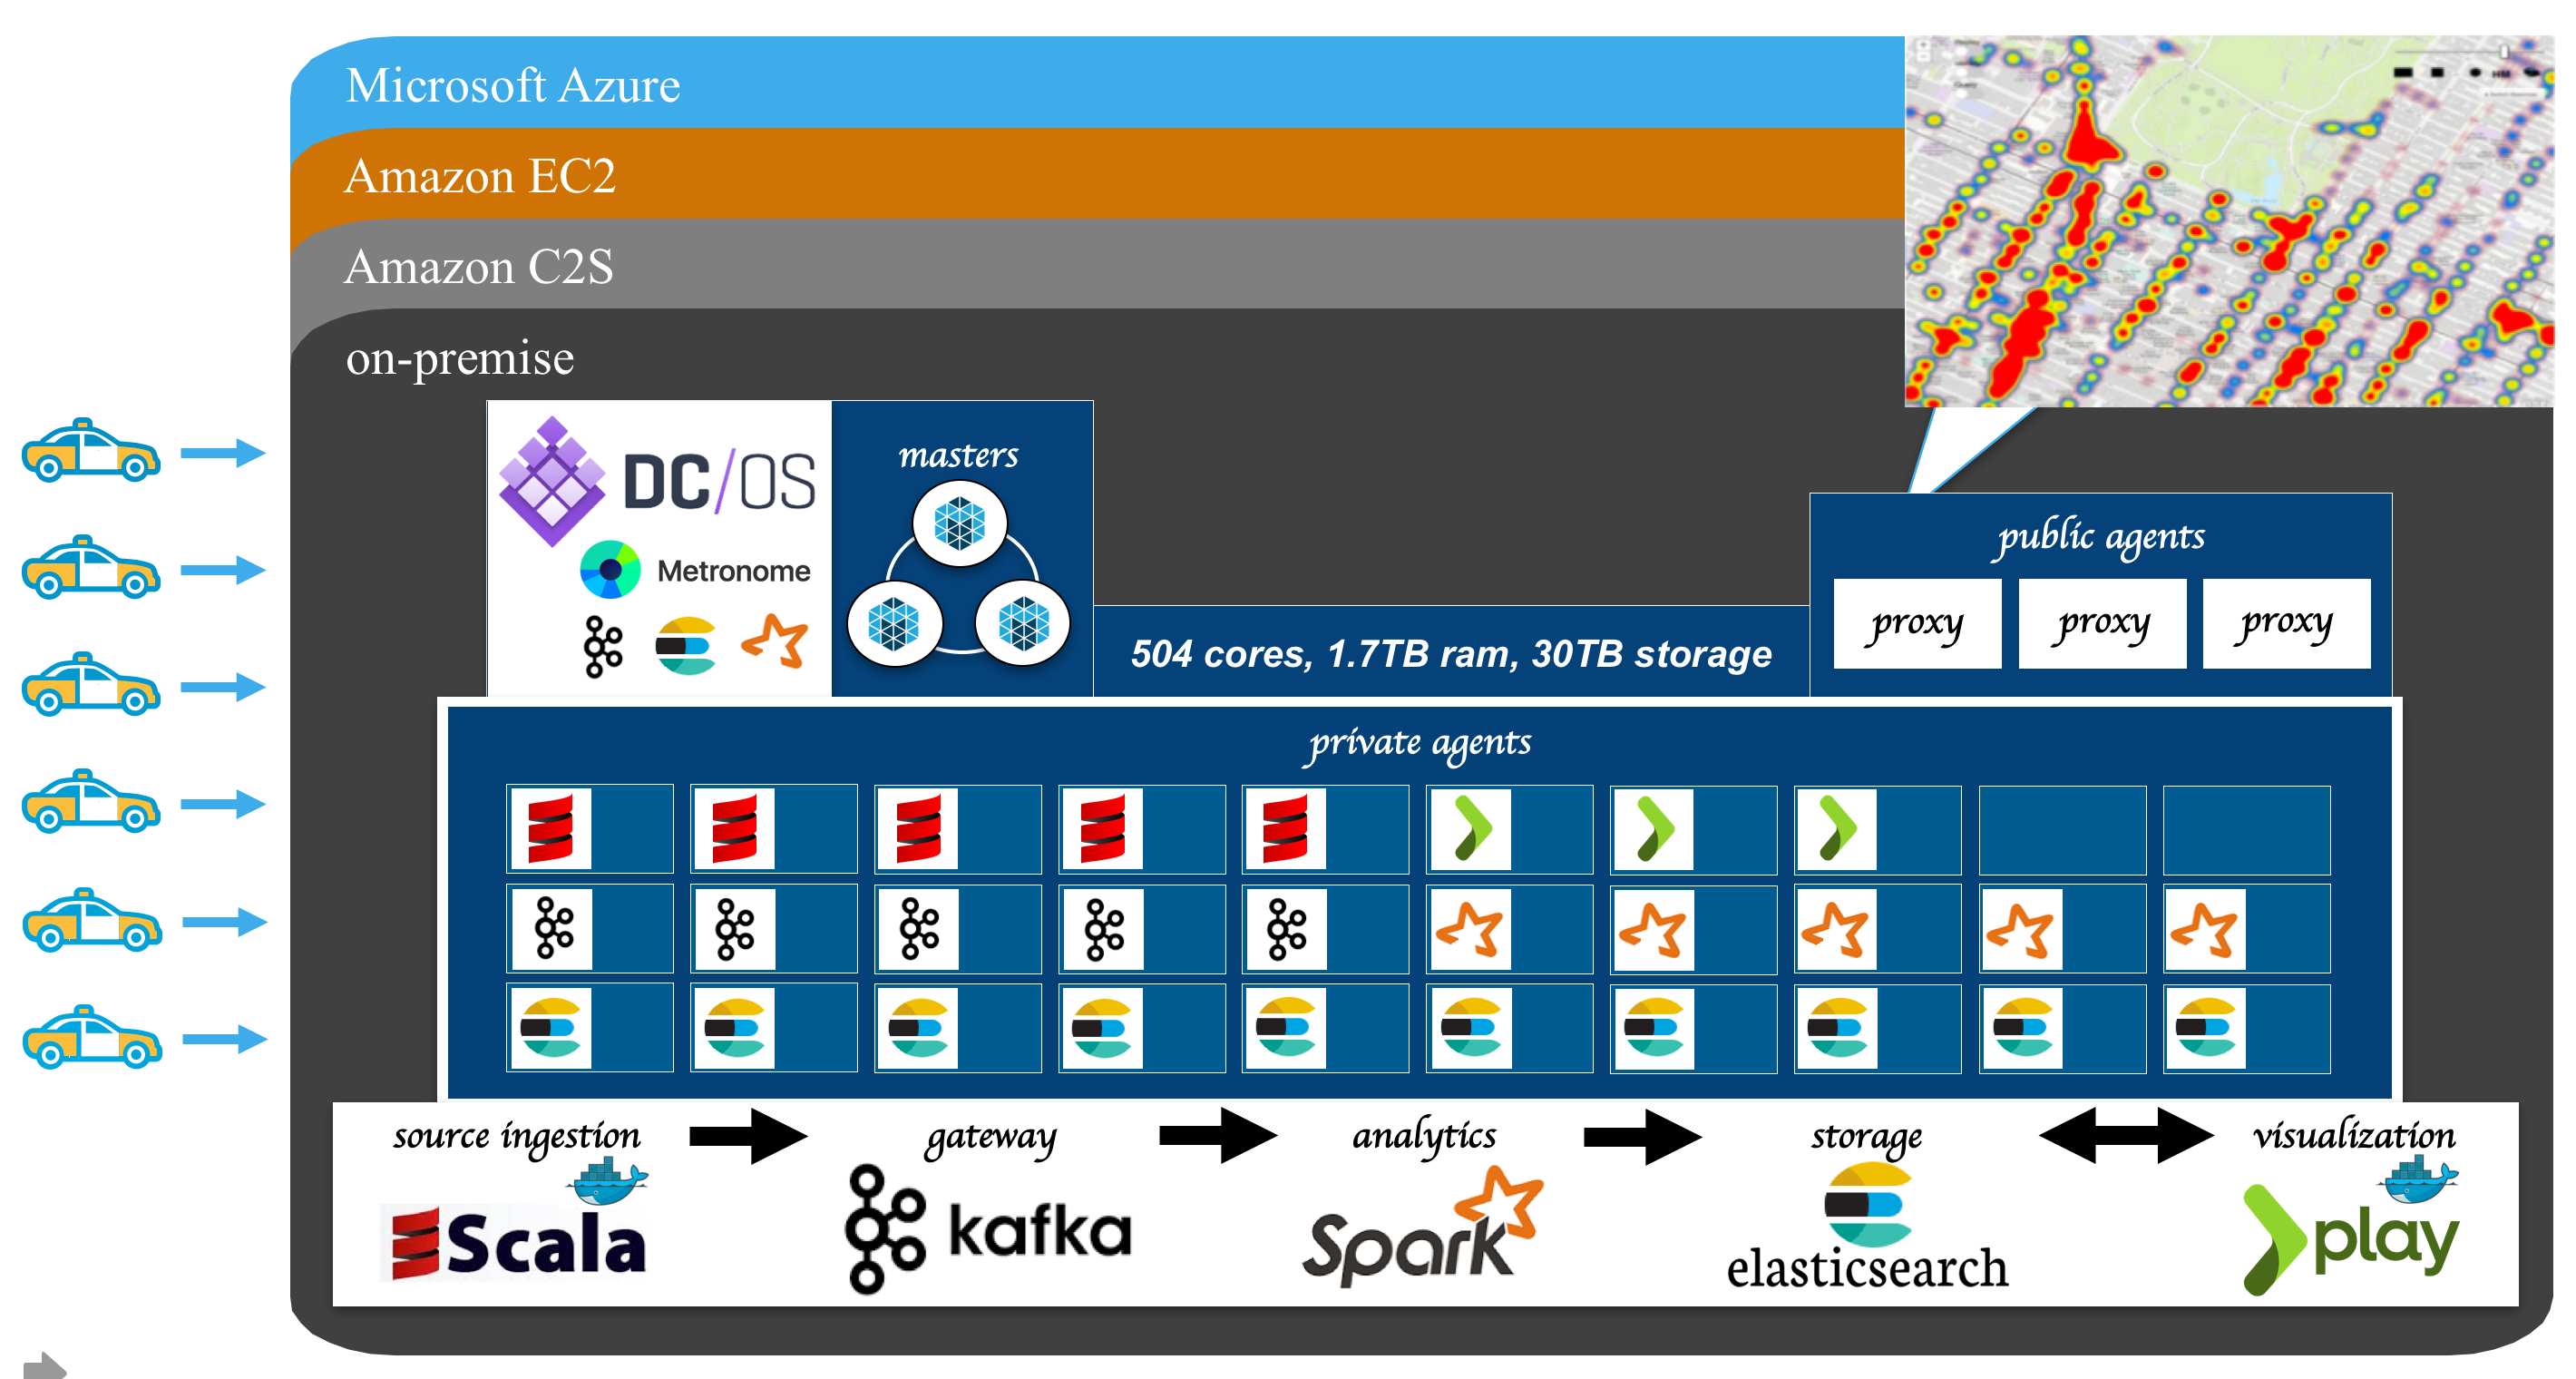 Microsoft Azure
Amazon EC2
Amazon C2S
on-premise
HM
DC/OS
Metronome
masters
504 cores, 1.7TB ram, 30TB storage
public agents
proxy proxy proxy
private agents
source ingestion gateway analytics storage visualization
Scala kafka Spark elasticsearch play